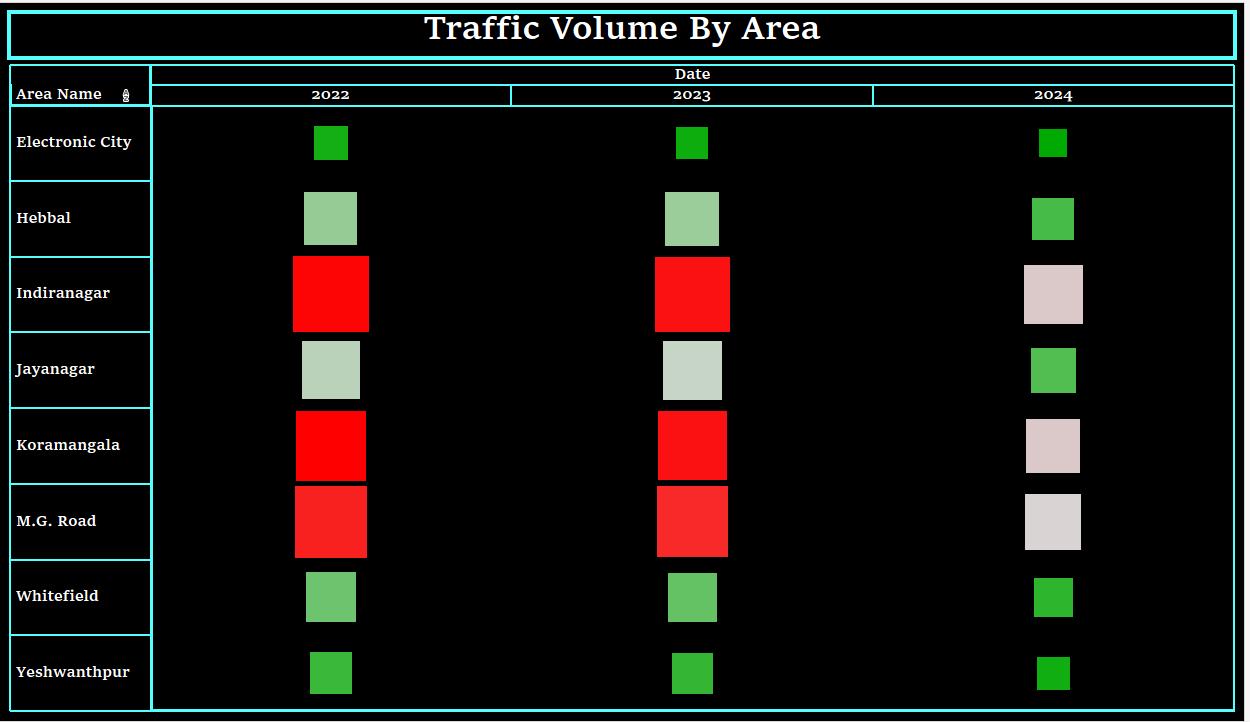 Traffic Volume By Area
Date
Area Name
2022 2023 2024
Electronic City
Hebbal
Indiranagar
Jayanagar
Koramangala
M.G. Road
Whitefield
Yeshwanthpur